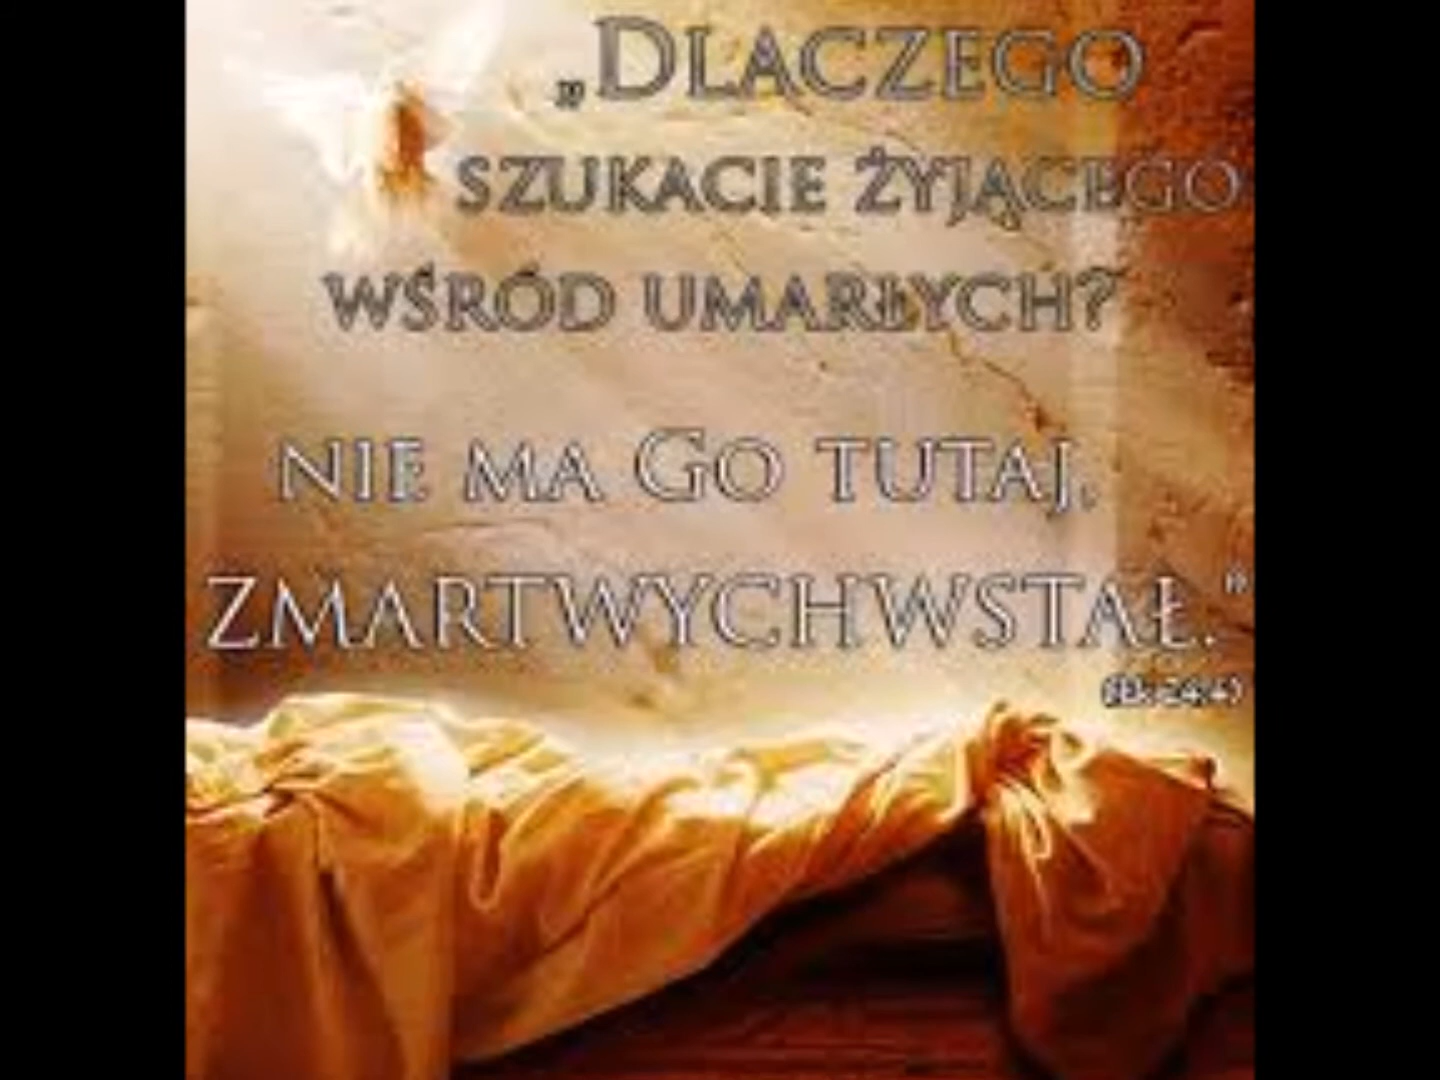 „DLACZEGO
SZUKACIE ŻYJĄCEGO
WŚRÓD UMARŁYCH?
NIE MA GO TUTAJ,
ZMARTWYCHWSTAŁ.”